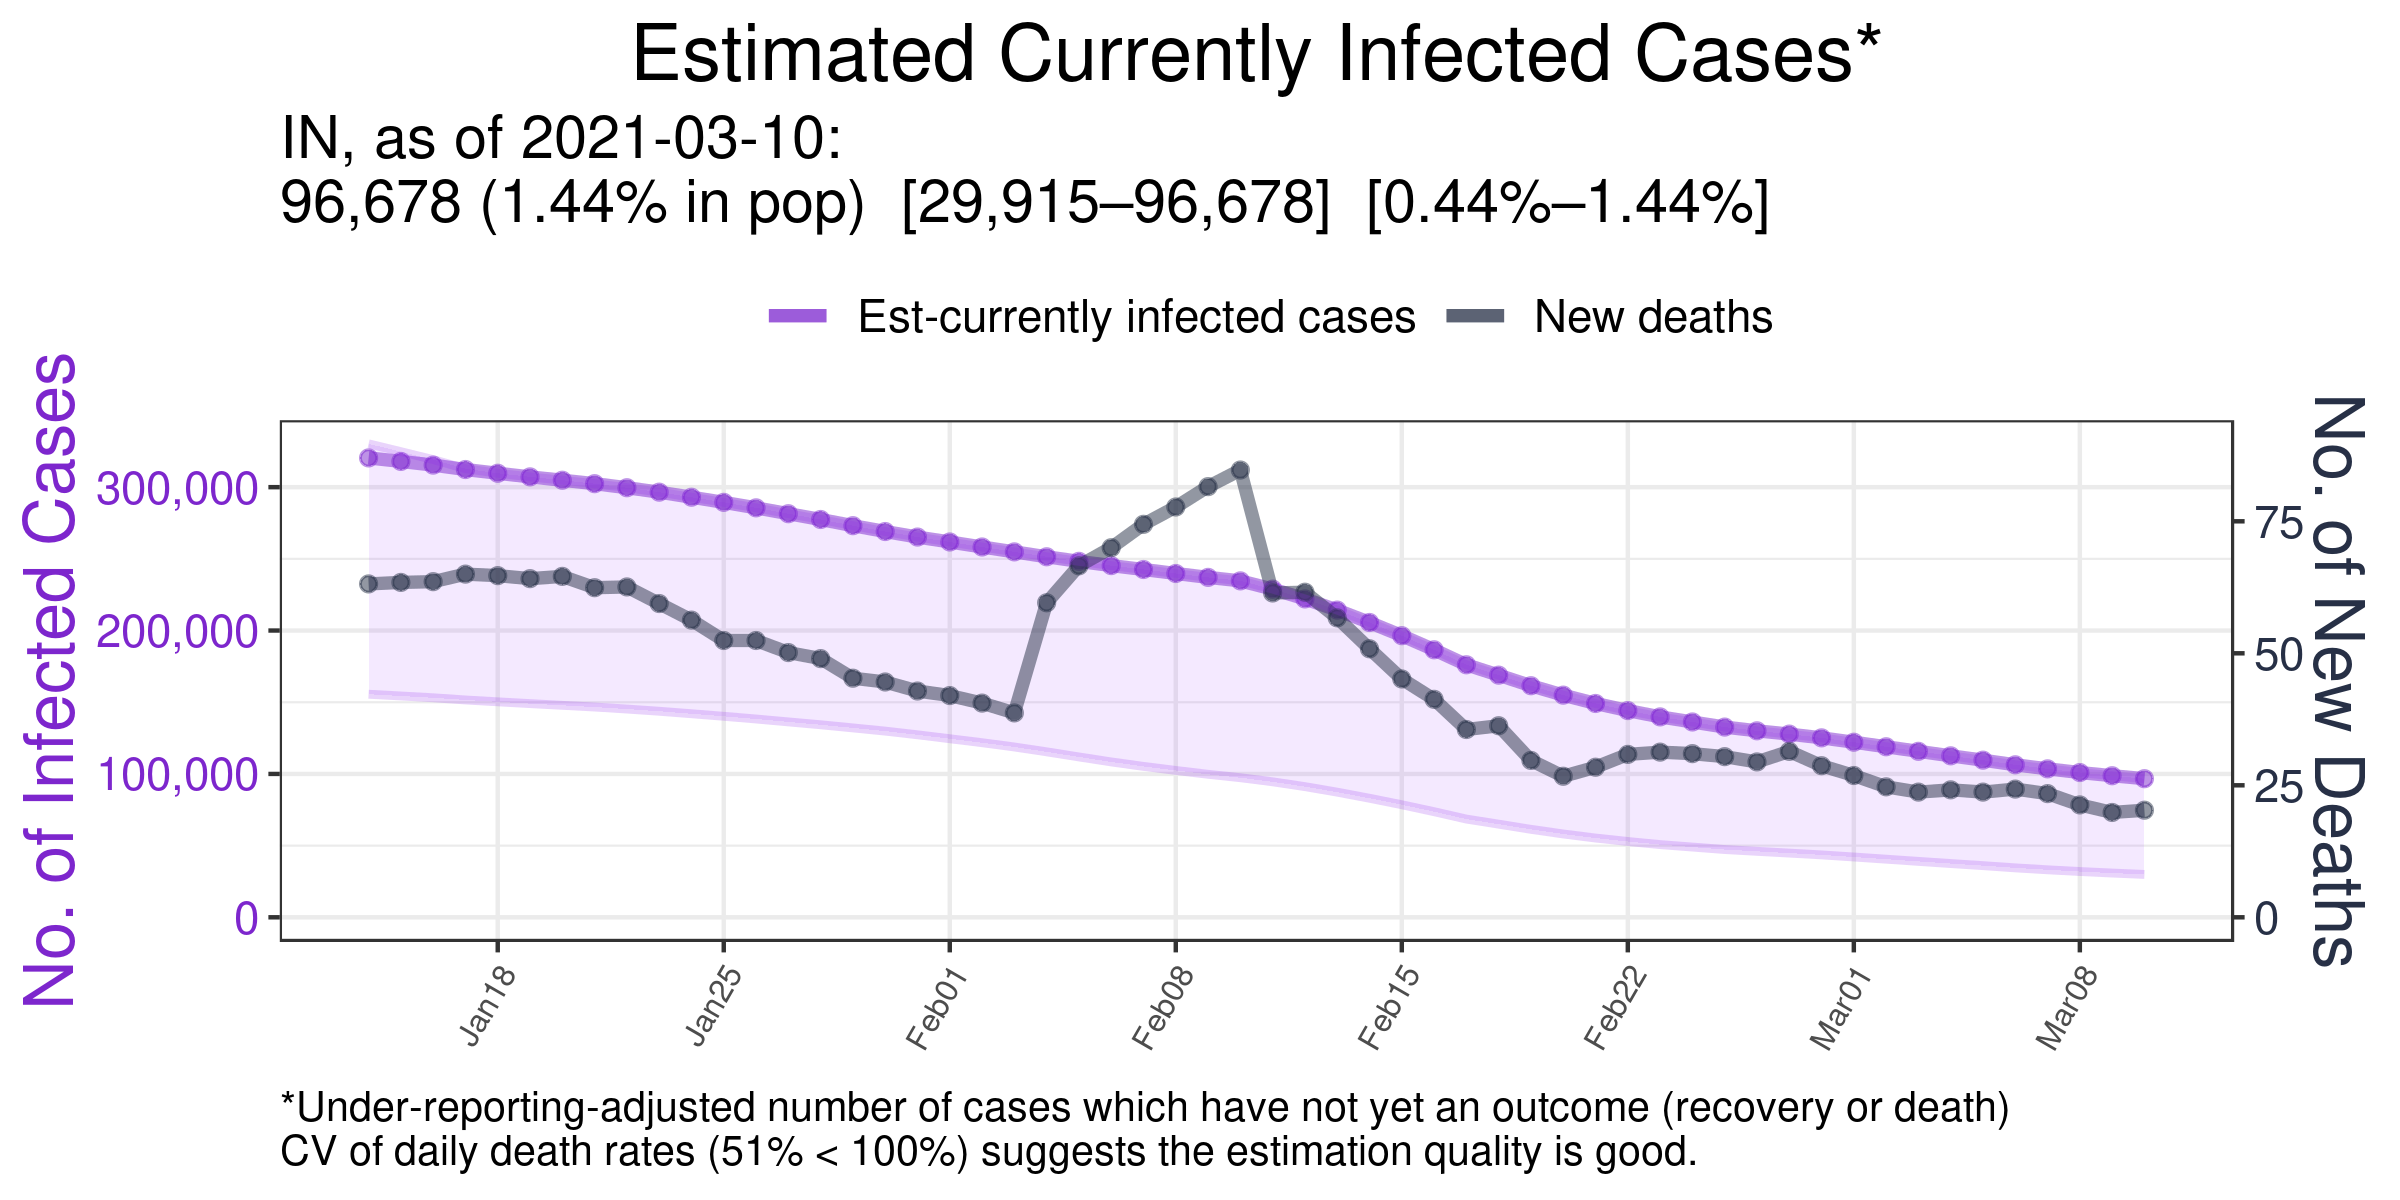 Estimated Currently Infected Cases*
IN, as of 2021-03-10:
96,678 (1.44% in pop)  [29,915–96,678]  [0.44%–1.44%]
Est-currently infected cases
New deaths
No. of Infected Cases
300,000
200,000
100,000
0
No. of New Deaths
75
50
25
0
Jan18
Jan25
Feb01
Feb08
Feb15
Feb22
Mar01
Mar08
*Under-reporting-adjusted number of cases which have not yet an outcome (recovery or death)
CV of daily death rates (51% < 100%) suggests the estimation quality is good.